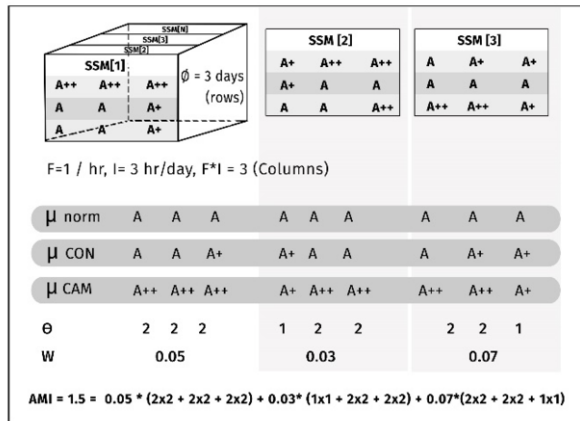 SSM[N]
SSM[3]
SSM[2]
SSM[1]
A++ A++ A++
A A A+
A A A+
∅ = 3 days
(rows)
SSM [2]
A+ A++ A++
A+ A A
A A A++
SSM [3]
A A+ A+
A A A
A++ A++ A+
F=1 / hr, I= 3 hr/day, F*I = 3 (Columns)
μ norm A A A A A A A A A
μ CON A A A+ A+ A A A A+ A+
μ CAM A++ A++ A++ A+ A++ A++ A++ A++ A+
Θ 2 2 2 1 2 2 2 2 1
W 0.05 0.03 0.07
AMI = 1.5 = 0.05 * (2x2 + 2x2 + 2x2) + 0.03* (1x1 + 2x2 + 2x2) + 0.07*(2x2 + 2x2 + 1x1)